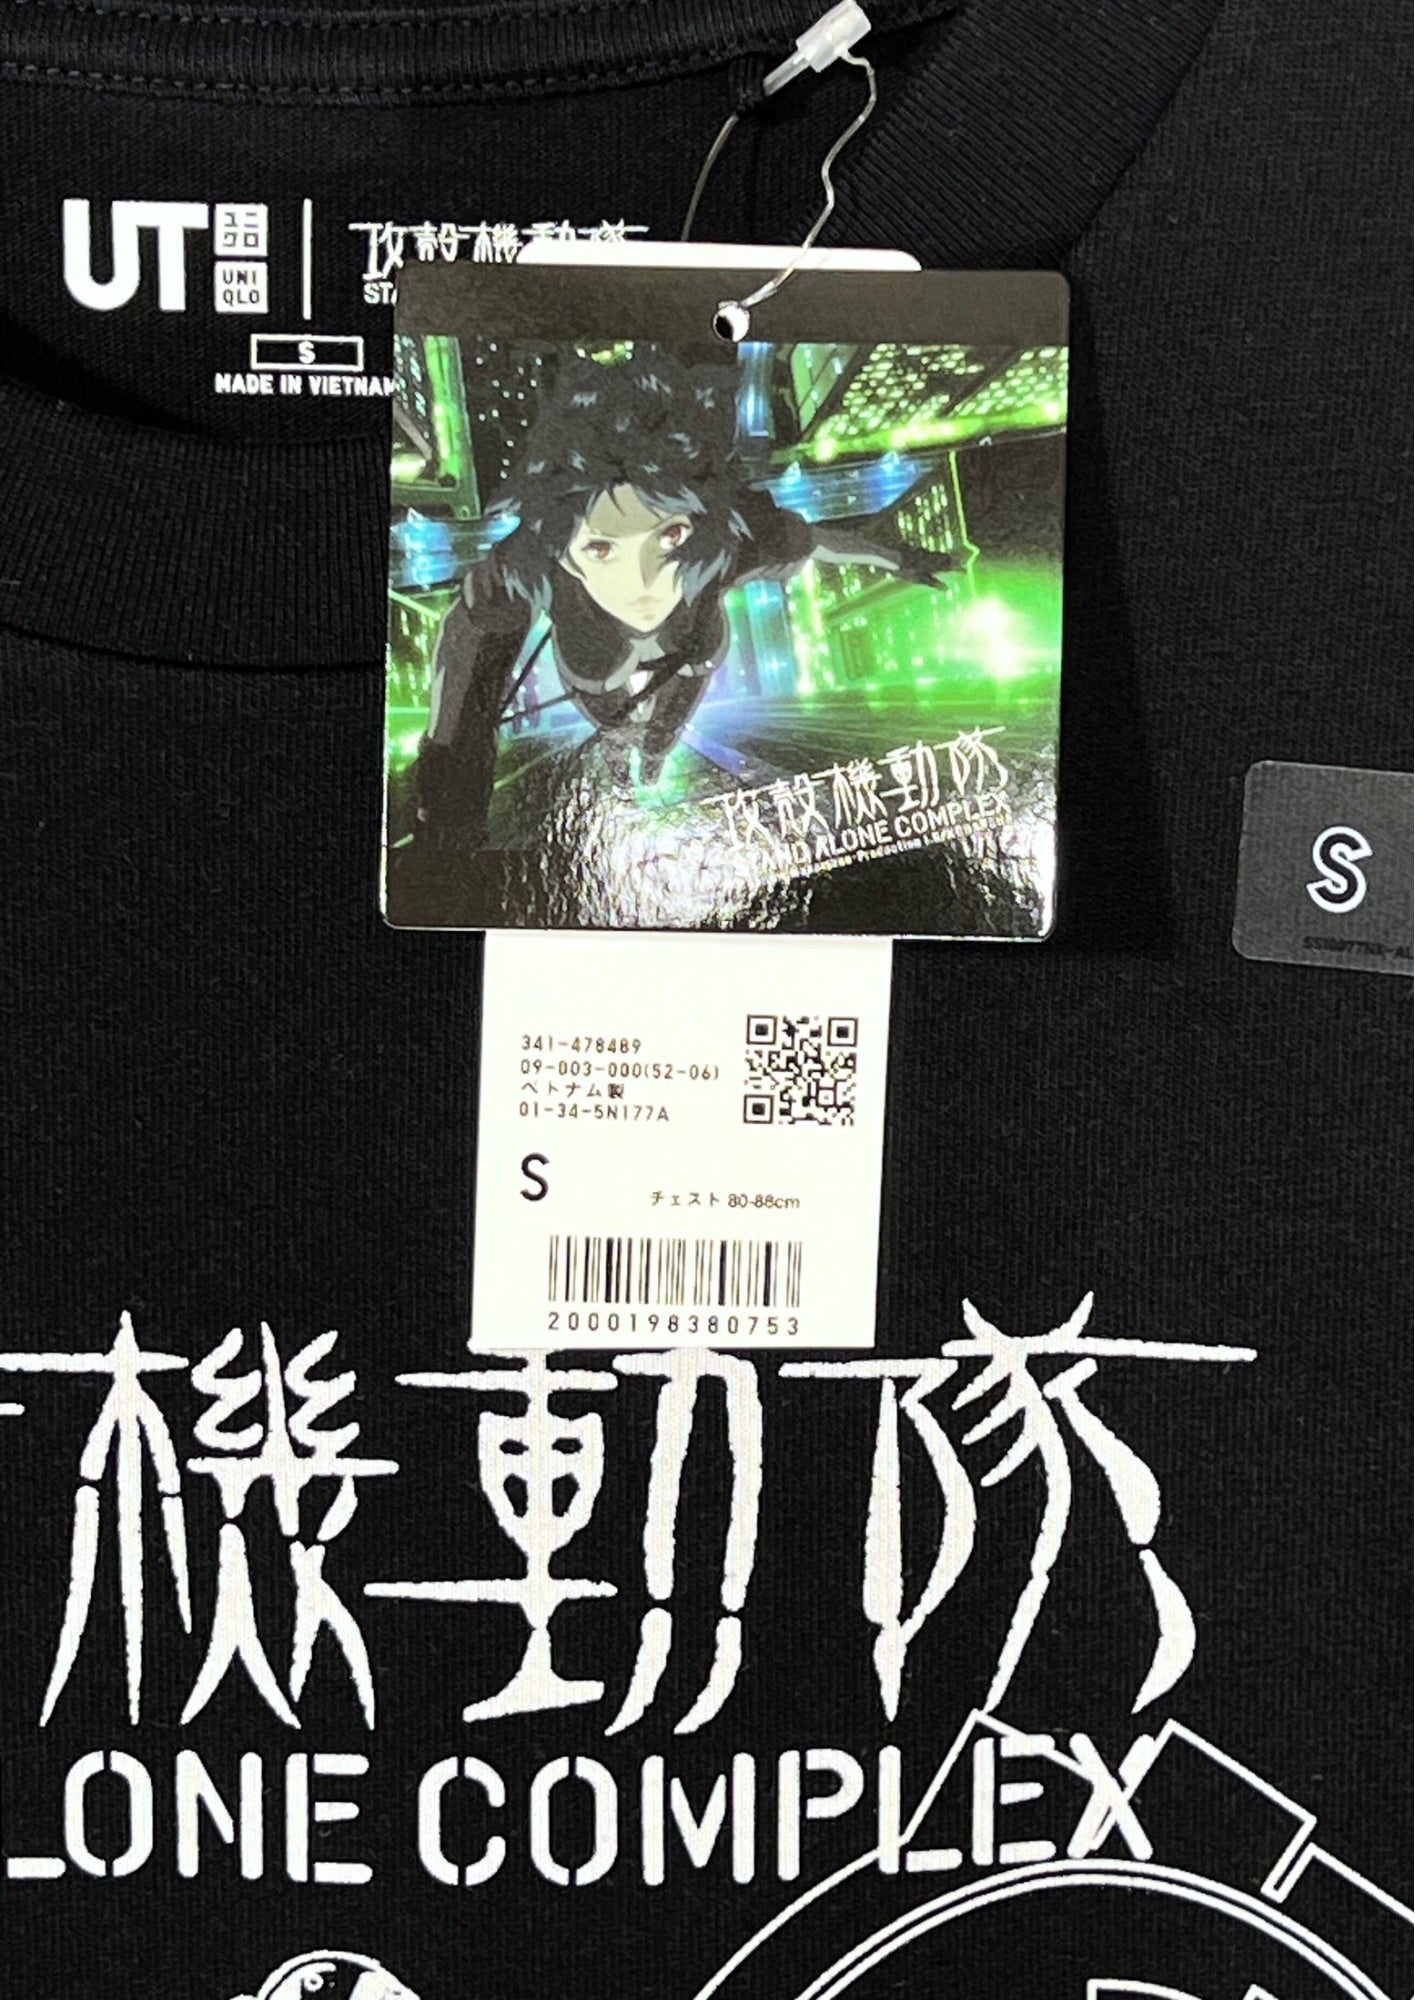 UT
ユニ
クロ
UNI
QLO
攻殻機動隊
S
MADE IN VIETNAM
攻殻機動隊
STAND ALONE COMPLEX
S
341-478489
09-003-000(52-06)
ベトナム製
01-34-5N177A
S
チェスト 80-88cm
2000198380753
機動隊
LONE COMPLEX